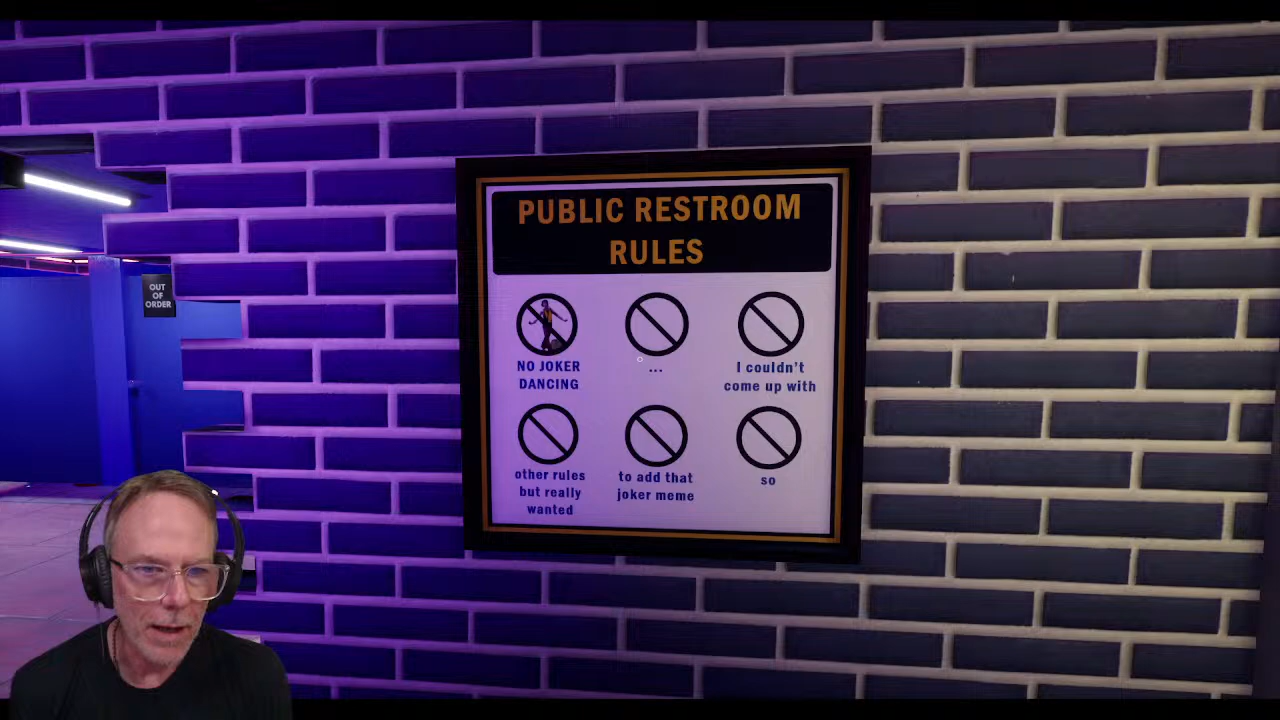 PUBLIC RESTROOM
RULES
OUT
OF
ORDER
NO JOKER
DANCING
...
I couldn't
come up with
other rules
but really
wanted
to add that
joker meme
so